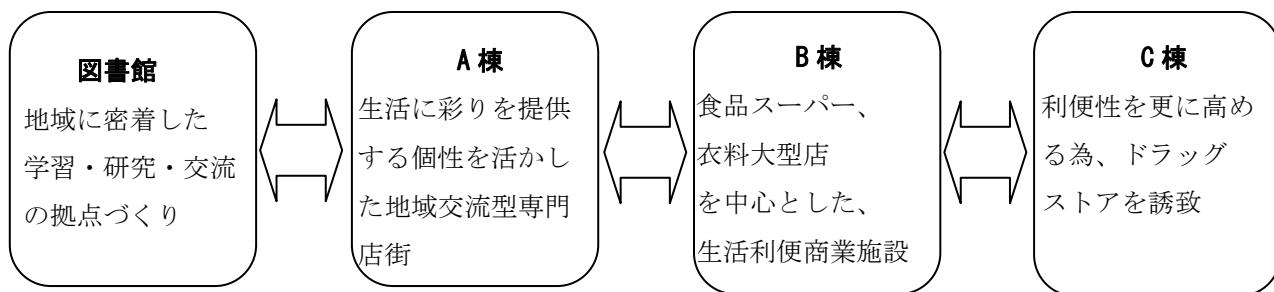 図書館
地域に密着した
学習・研究・交流
の拠点づくり
A棟
生活に彩りを提供
する個性を活かし
た地域交流型専門
店街
B棟
食品スーパー、
衣料大型店
を中心とした、
生活利便商業施設
C棟
利便性を更に高め
る為、ドラッグ
ストアを誘致